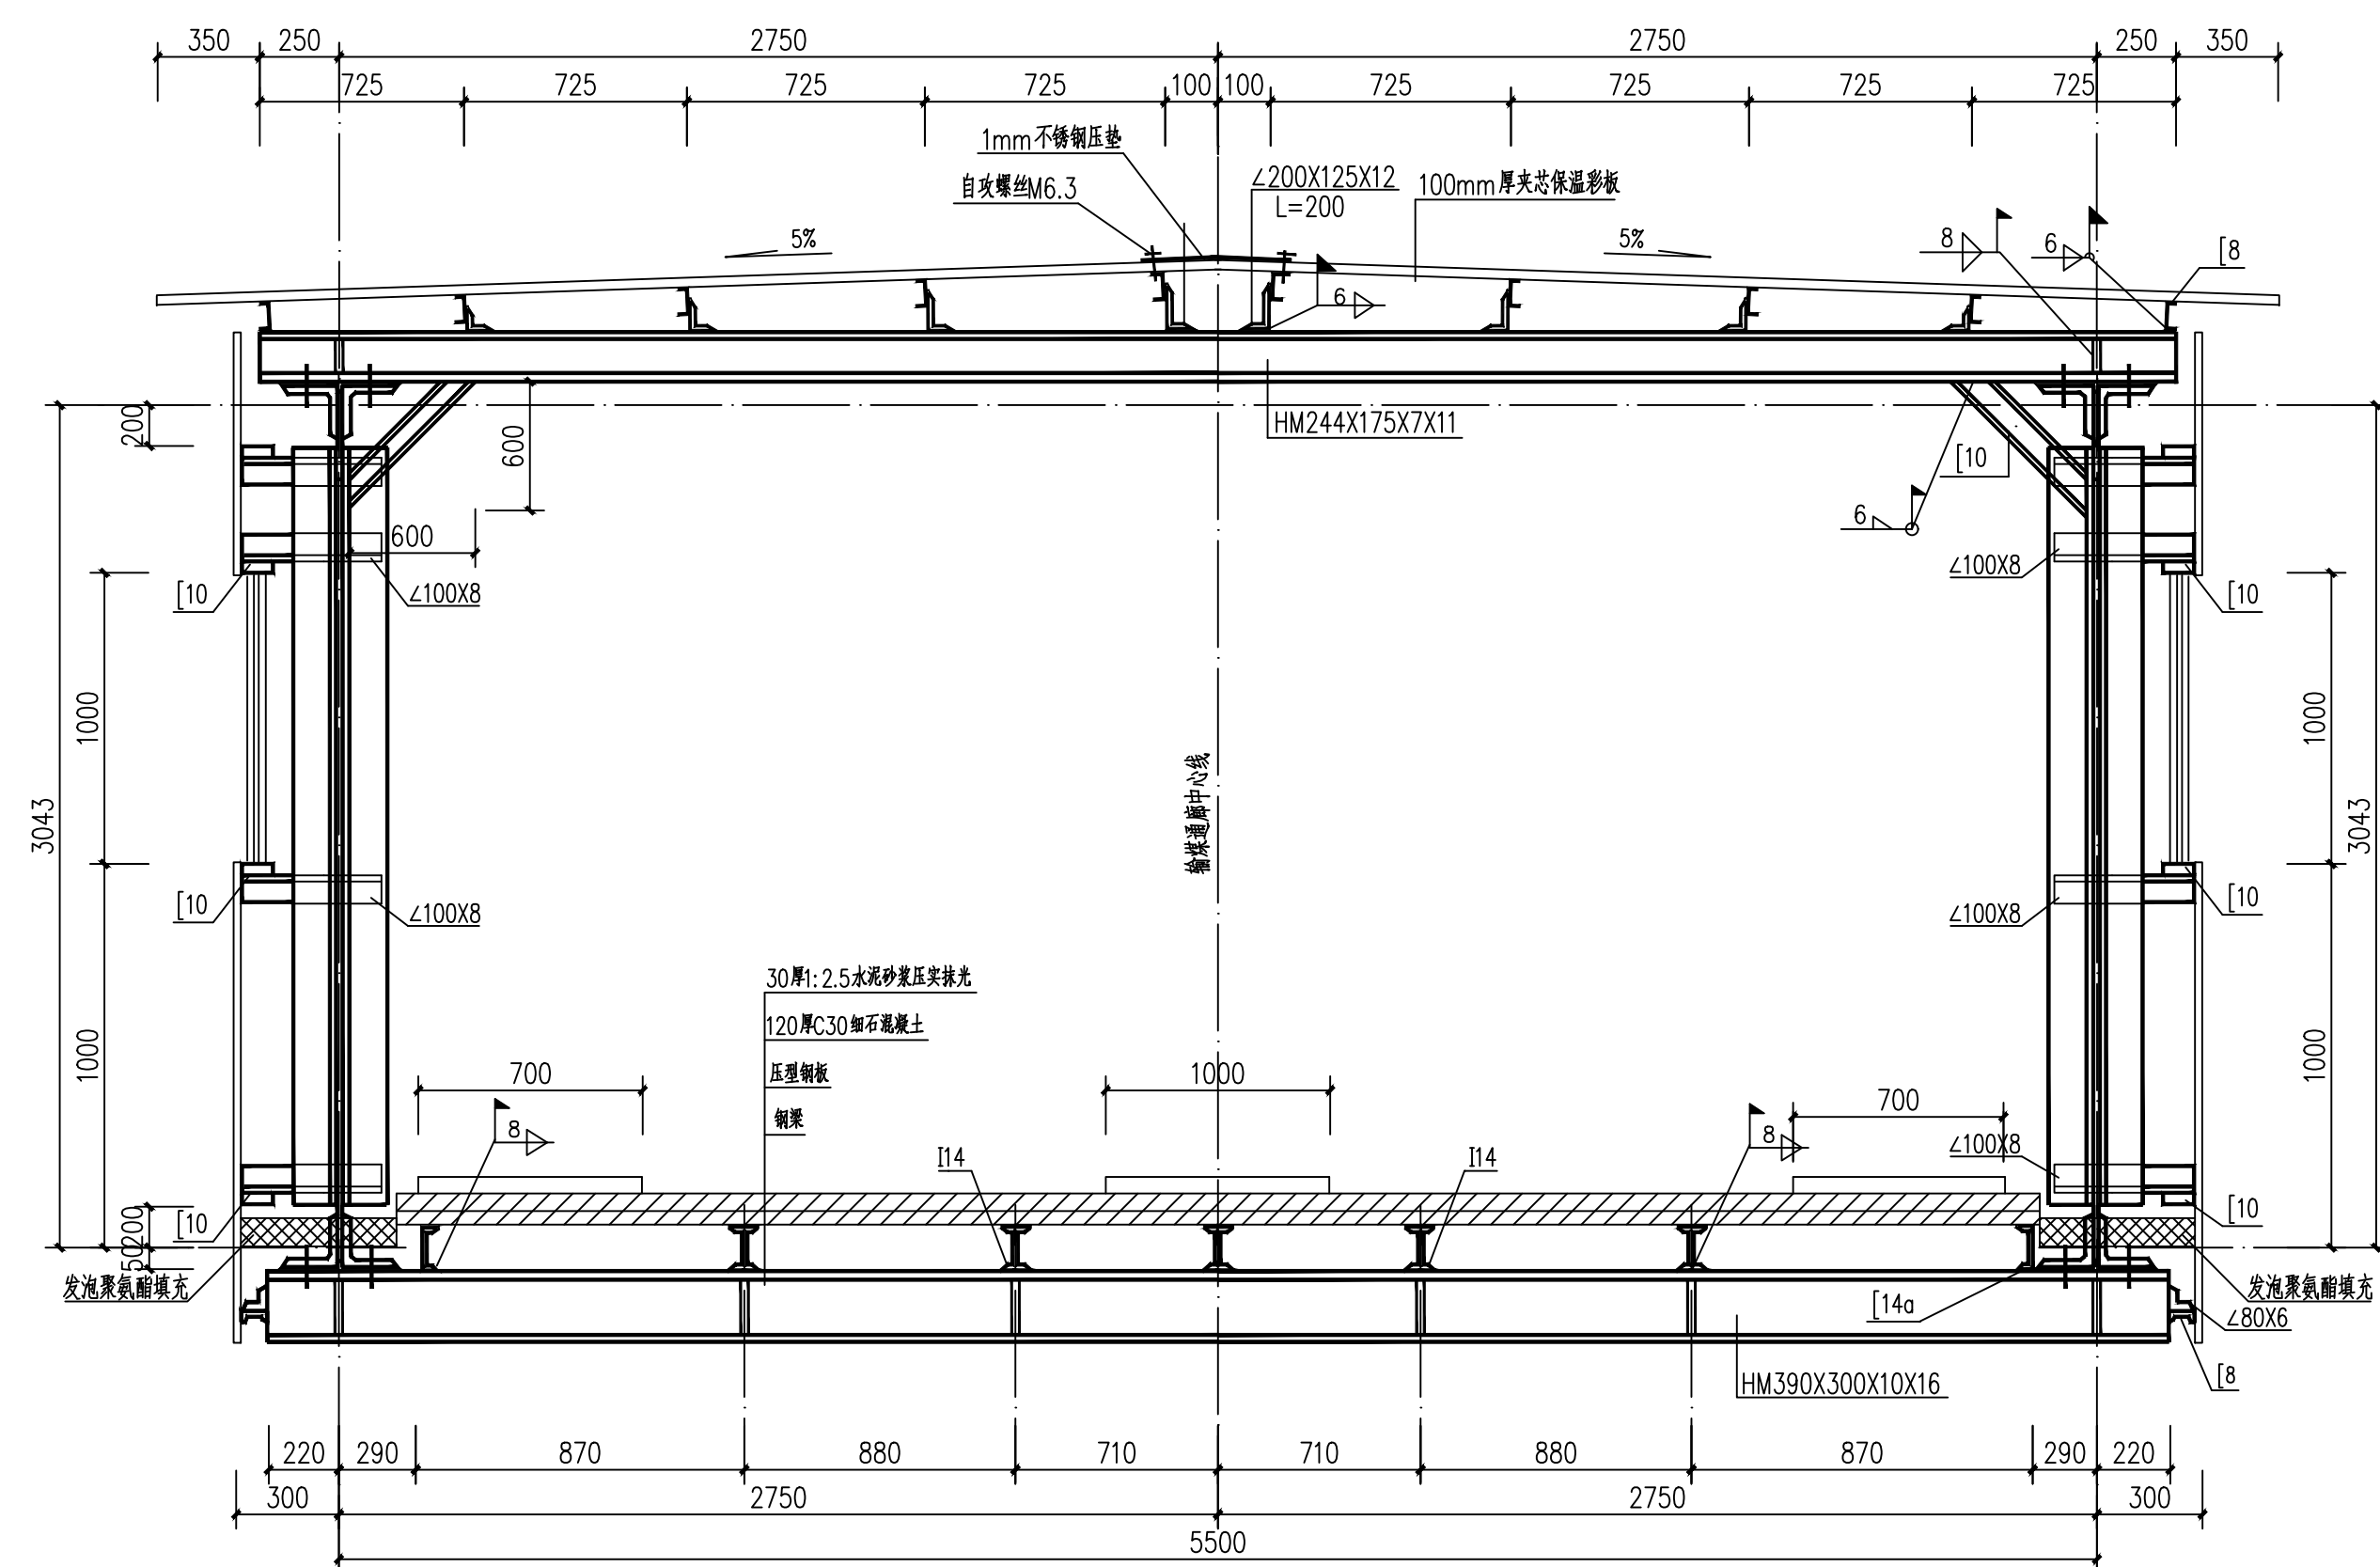 350 250 2750 2750 250 350
725 725 725 725 100 100 725 725 725 725
1mm不锈钢压垫
自攻螺丝M6.3
∠200X125X12
L=200
100mm厚夹芯保温彩板
5%
5%
8
6
[8
6
HM244X175X7X11
200
600
600
[10
6
[10
∠100X8
∠100X8
[10
1000
1000
3043
3043
输煤通廊中心线
[10
∠100X8
∠100X8
[10
30厚1:2.5水泥砂浆压实抹光
120厚C30细石混凝土
压型钢板
钢梁
1000
1000
700
1000
700
8
I14
I14
8
∠100X8
[10
[10
200
50
发泡聚氨酯填充
发泡聚氨酯填充
[14a
∠80X6
[8
HM390X300X10X16
220 290 870 880 710 710 880 870 290 220
300 2750 2750 300
5500